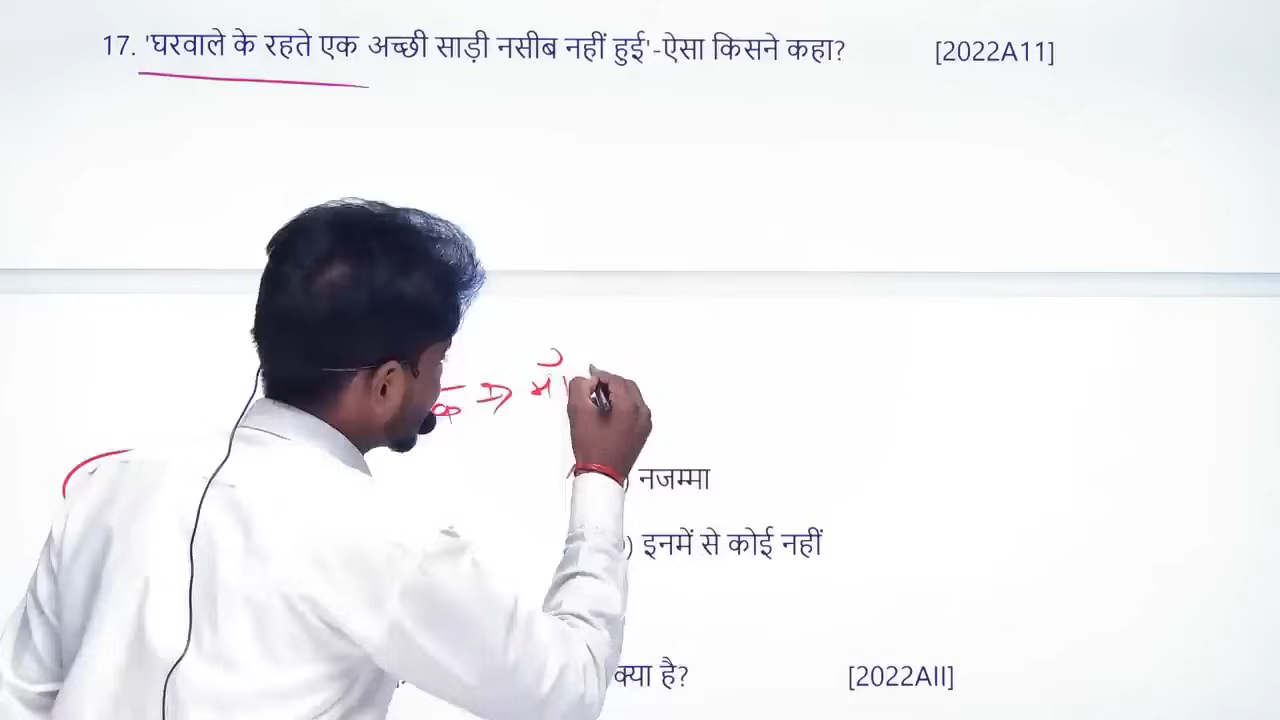 17. 'घरवाले के रहते एक अच्छी साड़ी नसीब नहीं हुई'-ऐसा किसने कहा? [2022A11]
) नजम्मा
) इनमें से कोई नहीं
क्या है? [2022AII]